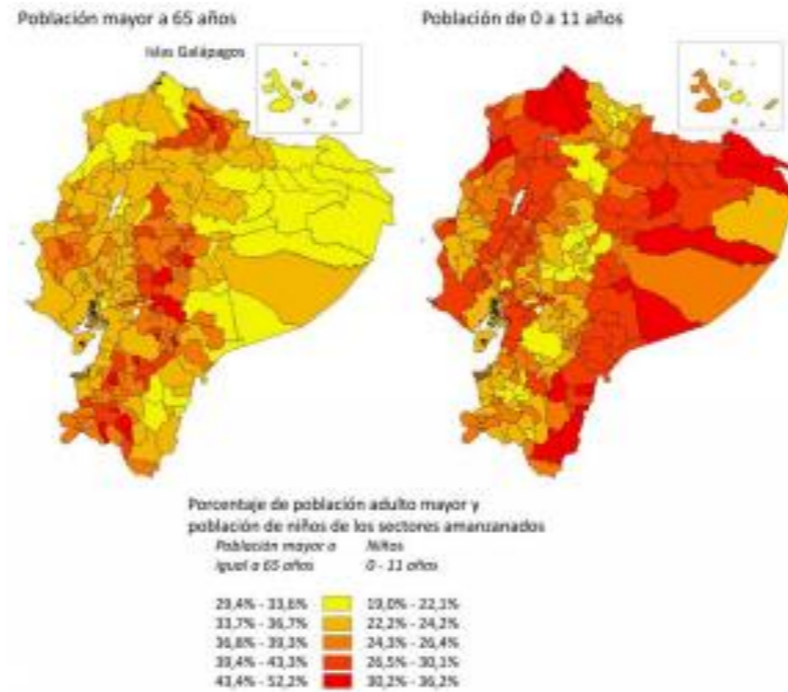 Población mayor a 65 años
Población de 0 a 11 años
Islas Galápagos
Porcentaje de población adulto mayor y
población de niños de los sectores amanzanados
Población mayor o
igual a 65 años
Niños
0 - 11 años
29,4% - 33,6%
19,0% - 22,1%
33,7% - 36,7%
22,2% - 24,2%
36,8% - 39,3%
24,3% - 26,4%
39,4% - 43,3%
26,5% - 30,1%
43,4% - 52,2%
30,2% - 36,2%